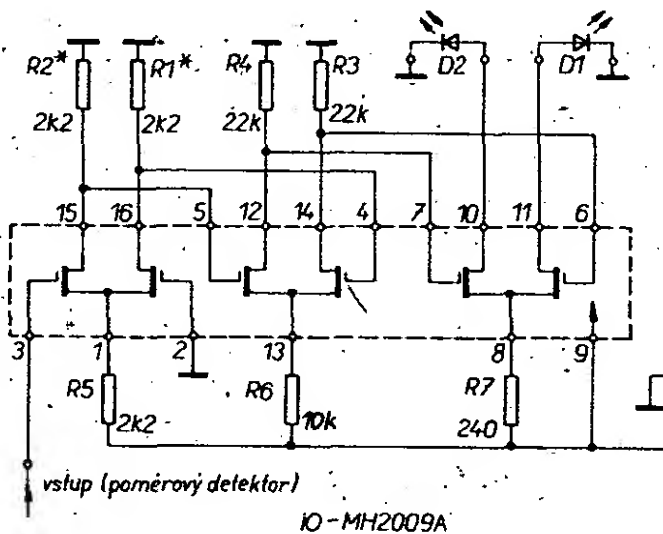 R2* R1* R4 R3 D2 D1
2k2 2k2 22k 22k
15 16 5 12 14 4 7 10 11 6
3 1 2 13 8 9
R5 R6 R7
2k2 10k 240
vstup (poměrový detektor)
IO-MH2009A